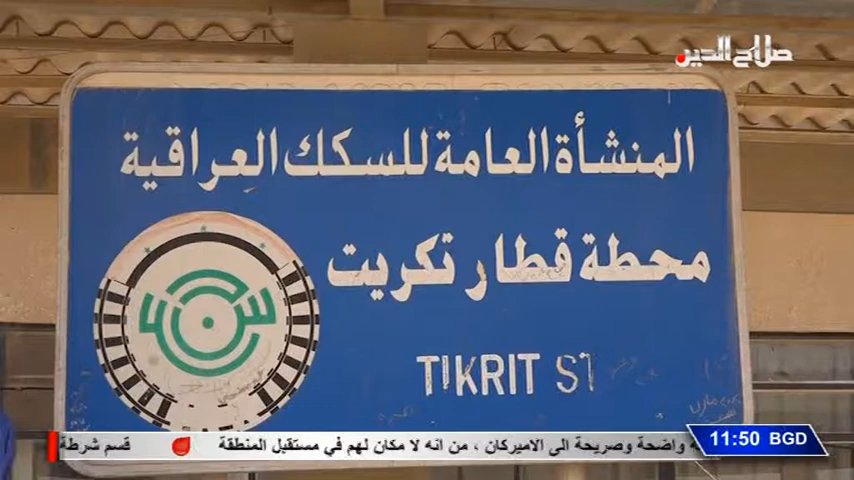 صلاح الدين
المنشأة العامة للسكك العراقية
محطة قطار تكريت
TIKRIT ST
واضحة وصريحة الى الاميركان ، من انه لا مكان لهم في مستقبل المنطقة
قسم شرطة
11:50 BGD